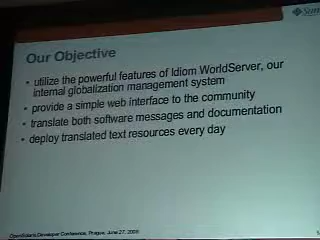 Sun
Our Objective
• utilize the powerful features of Idiom WorldServer, our
internal globalization management system
• provide a simple web interface to the community
• translate both software messages and documentation
• deploy translated text resources every day
OpenSolaris Developer Conference, Prague, June 27, 2008